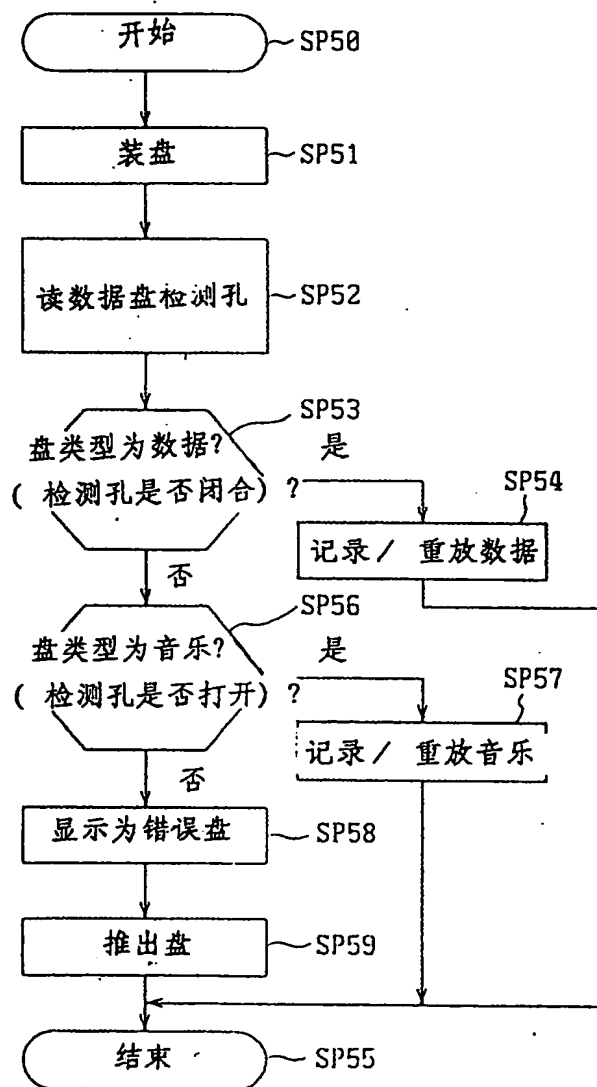 开始 SP50
装盘 SP51
读数据盘检测孔 SP52
SP53
盘类型为数据? 是
( 检测孔是否闭合) ?
SP54
记录 / 重放数据
否
SP56
盘类型为音乐? 是
( 检测孔是否打开) ?
SP57
记录 / 重放音乐
否
显示为错误盘 SP58
推出盘 SP59
结束 SP55